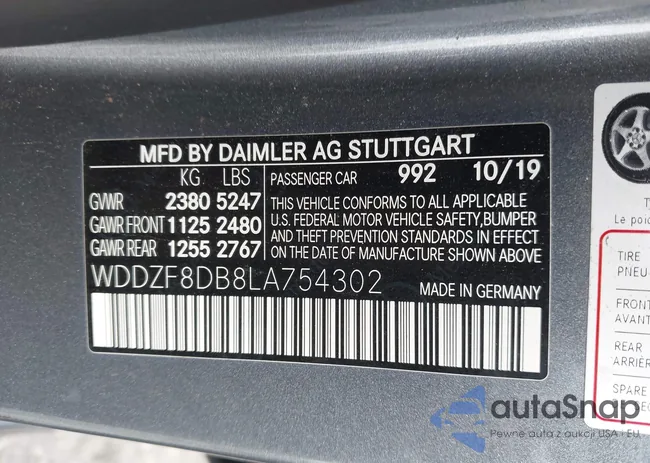 MFD BY DAIMLER AG STUTTGART
KG LBS
GVWR 2380 5247
GAWR FRONT 1125 2480
GAWR REAR 1255 2767
PASSENGER CAR 992 10/19
THIS VEHICLE CONFORMS TO ALL APPLICABLE
U.S. FEDERAL MOTOR VEHICLE SAFETY,BUMPER
AND THEFT PREVENTION STANDARDS IN EFFECT
ON THE DATE OF MANUFACTURE SHOWN ABOVE
WDDZF8DB8LA754302
MADE IN GERMANY
Le poi
TIRE
PNEU
FRONT
AVANT
REAR
ARRIÈR
SPARE
autoSnap
Pewne auta z aukcji USA i EU